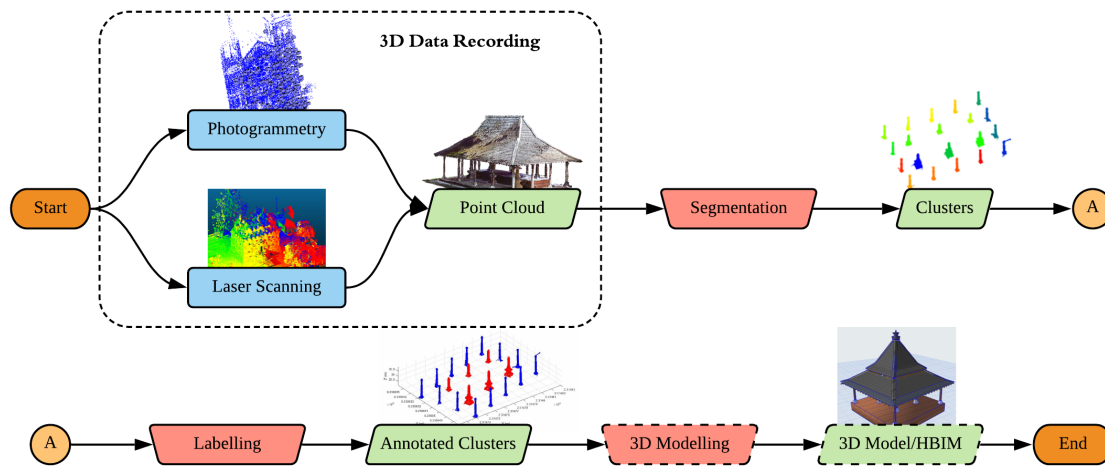 3D Data Recording
Photogrammetry
Start
Point Cloud
Segmentation
Clusters
A
Laser Scanning
A
Labelling
Annotated Clusters
3D Modelling
3D Model/HBIM
End